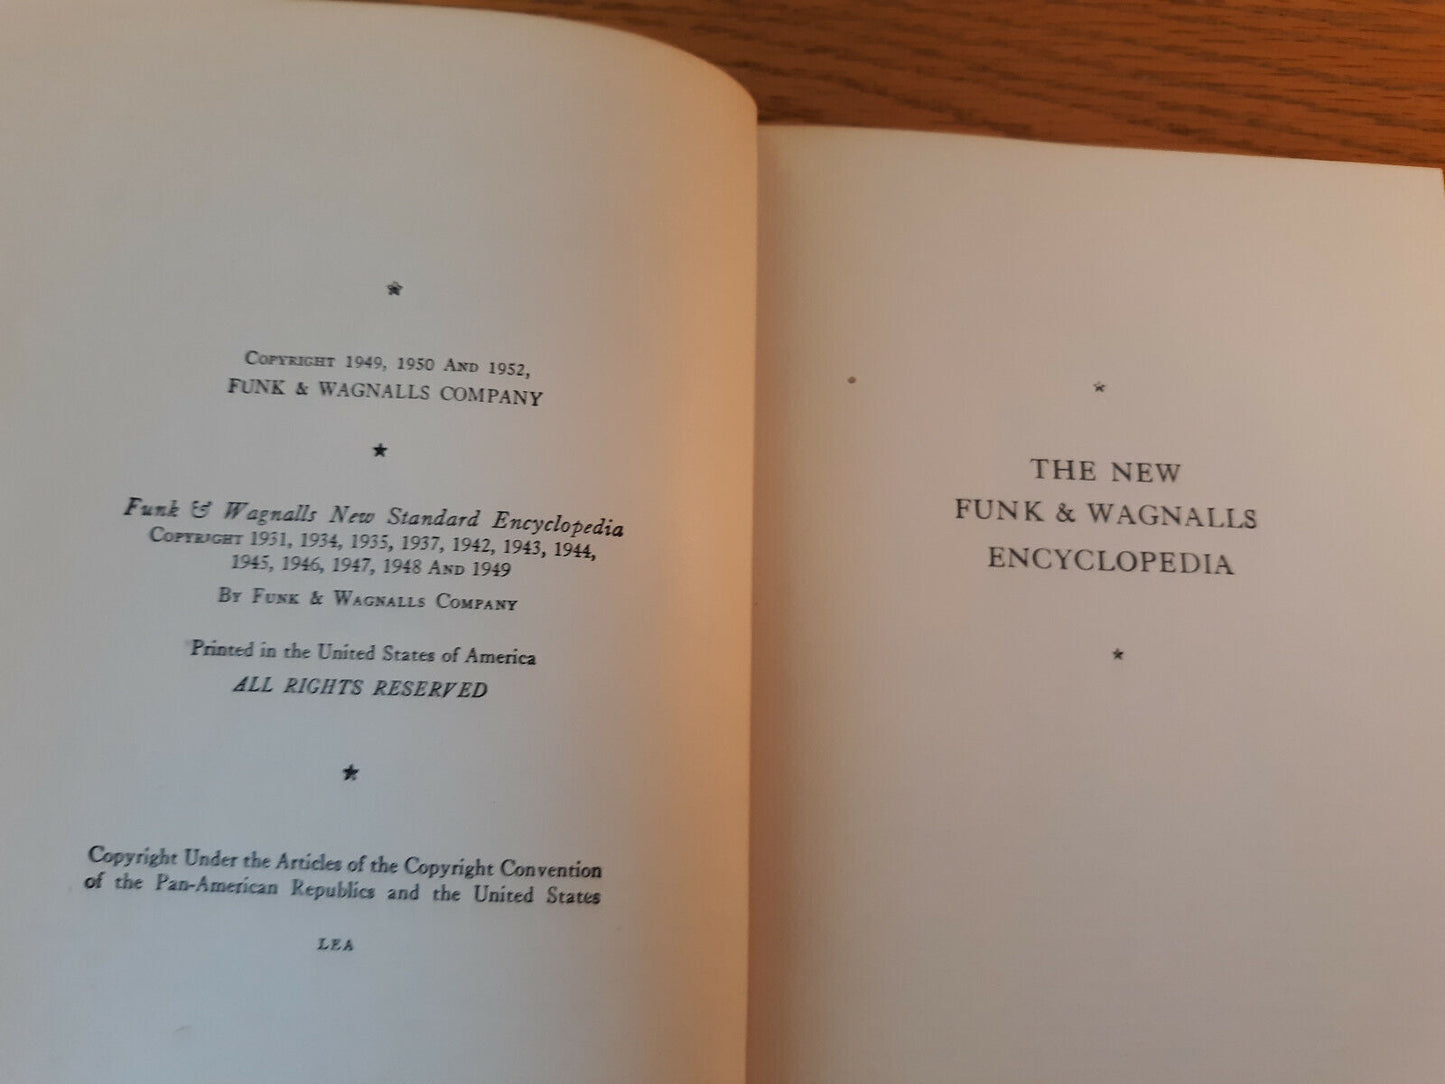 Copyright 1949, 1950 And 1952,
FUNK & WAGNALLS COMPANY
Funk & Wagnalls New Standard Encyclopedia
Copyright 1931, 1934, 1935, 1937, 1942, 1943, 1944,
1945, 1946, 1947, 1948 And 1949
By Funk & Wagnalls Company
Printed in the United States of America
ALL RIGHTS RESERVED
Copyright Under the Articles of the Copyright Convention
of the Pan-American Republics and the United States
LEA
THE NEW
FUNK & WAGNALLS
ENCYCLOPEDIA